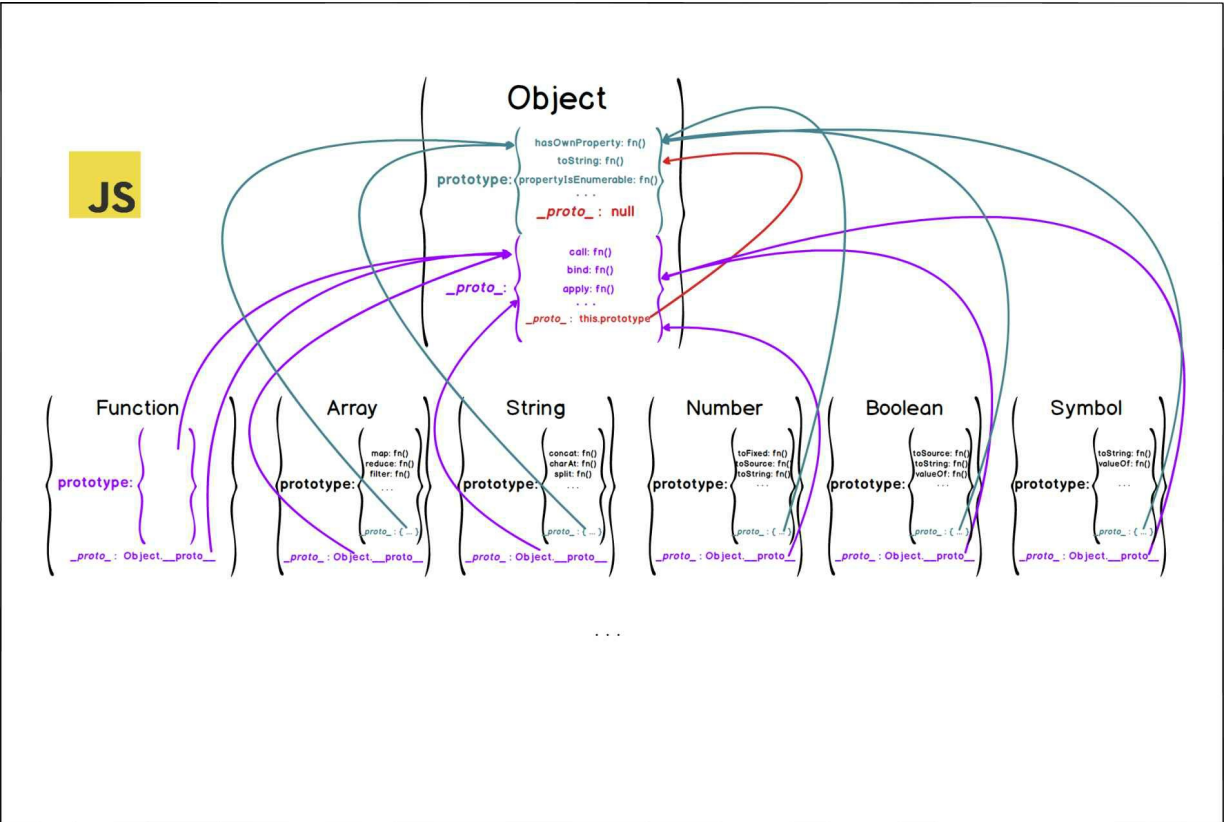 Object
JS
hasOwnProperty: fn()
toString: fn()
prototype: propertyIsEnumerable: fn()
...
_proto_ : null
call: fn()
bind: fn()
_proto_: apply: fn()
...
_proto_ : this.prototype
Function
prototype:
_proto_ : Object.__proto__
Array
map: fn()
reduce: fn()
filter: fn()
prototype: ...
_proto_ : { ... }
_proto_ : Object.__proto__
String
concat: fn()
charAt: fn()
split: fn()
prototype: ...
_proto_ : { ... }
_proto_ : Object.__proto__
Number
toFixed: fn()
toSource: fn()
toString: fn()
prototype: ...
_proto_ : { ... }
_proto_ : Object.__proto__
Boolean
toSource: fn()
toString: fn()
valueOf: fn()
prototype: ...
_proto_ : { ... }
_proto_ : Object.__proto__
Symbol
toString: fn()
valueOf: fn()
prototype: ...
_proto_ : { ... }
_proto_ : Object.__proto__
...